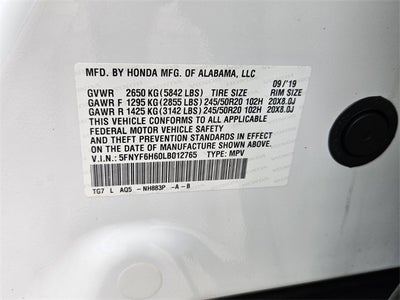 MFD. BY HONDA MFG. OF ALABAMA, LLC 09/'19
GVWR 2650 KG(5842 LBS) TIRE SIZE RIM SIZE
GAWR F 1295 KG(2855 LBS) 245/50R20 102H 20X8.0J
GAWR R 1425 KG(3142 LBS) 245/50R20 102H 20X8.0J
THIS VEHICLE CONFORMS TO ALL APPLICABLE
FEDERAL MOTOR VEHICLE SAFETY AND
THEFT PREVENTION STANDARDS IN EFFECT
ON THE DATE OF MANUFACTURE SHOWN ABOVE.
V.I.N.: 5FNYF6H60LB012765 TYPE: MPV
TG7 L AQ5 -NH883P -A -B